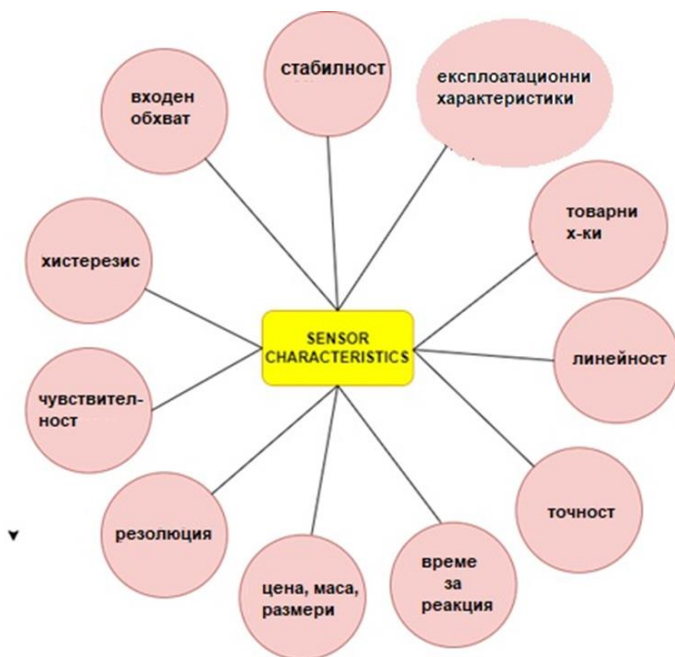 стабилност
експлоатационни
характеристики
входен
обхват
товарни
х-ки
хистерезис
SENSOR
CHARACTERISTICS
линейност
чувствител-
ност
резолюция
точност
цена, маса,
размери
време
за
реакция